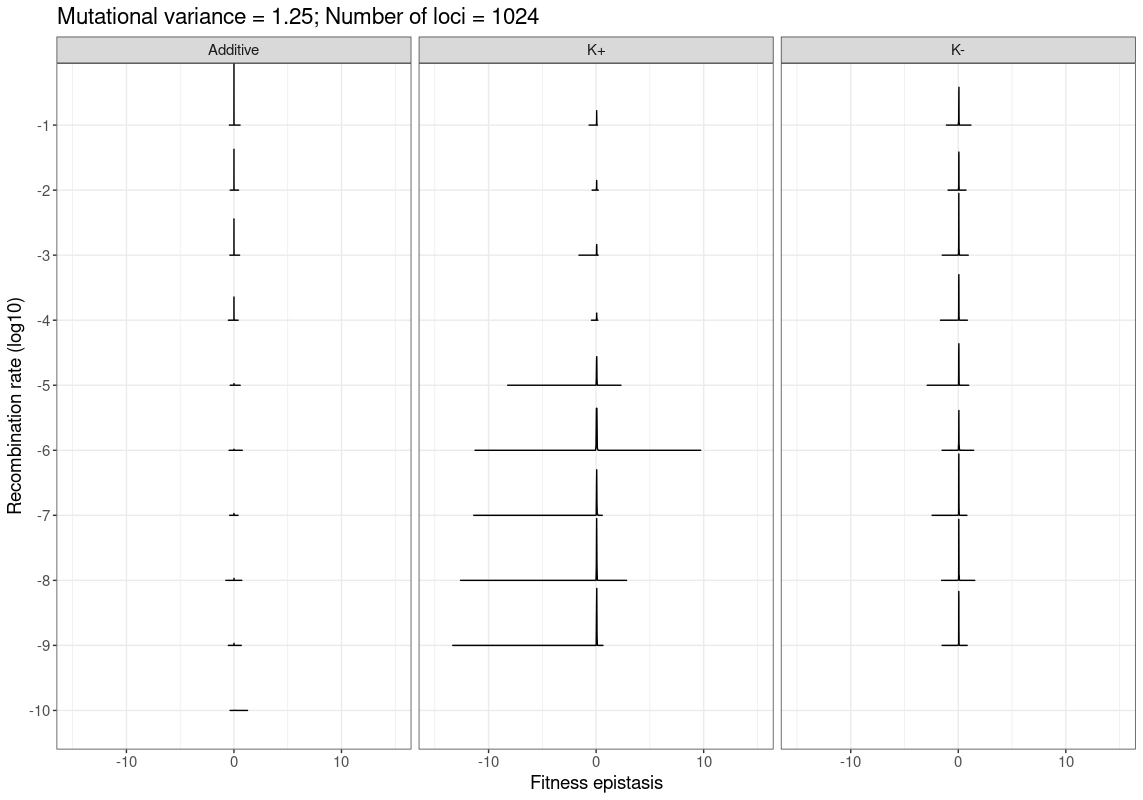 Mutational variance = 1.25; Number of loci = 1024
Additive
K+
K-
Recombination rate (log10)
-1
-2
-3
-4
-5
-6
-7
-8
-9
-10
-10 0 10
-10 0 10
-10 0 10
Fitness epistasis